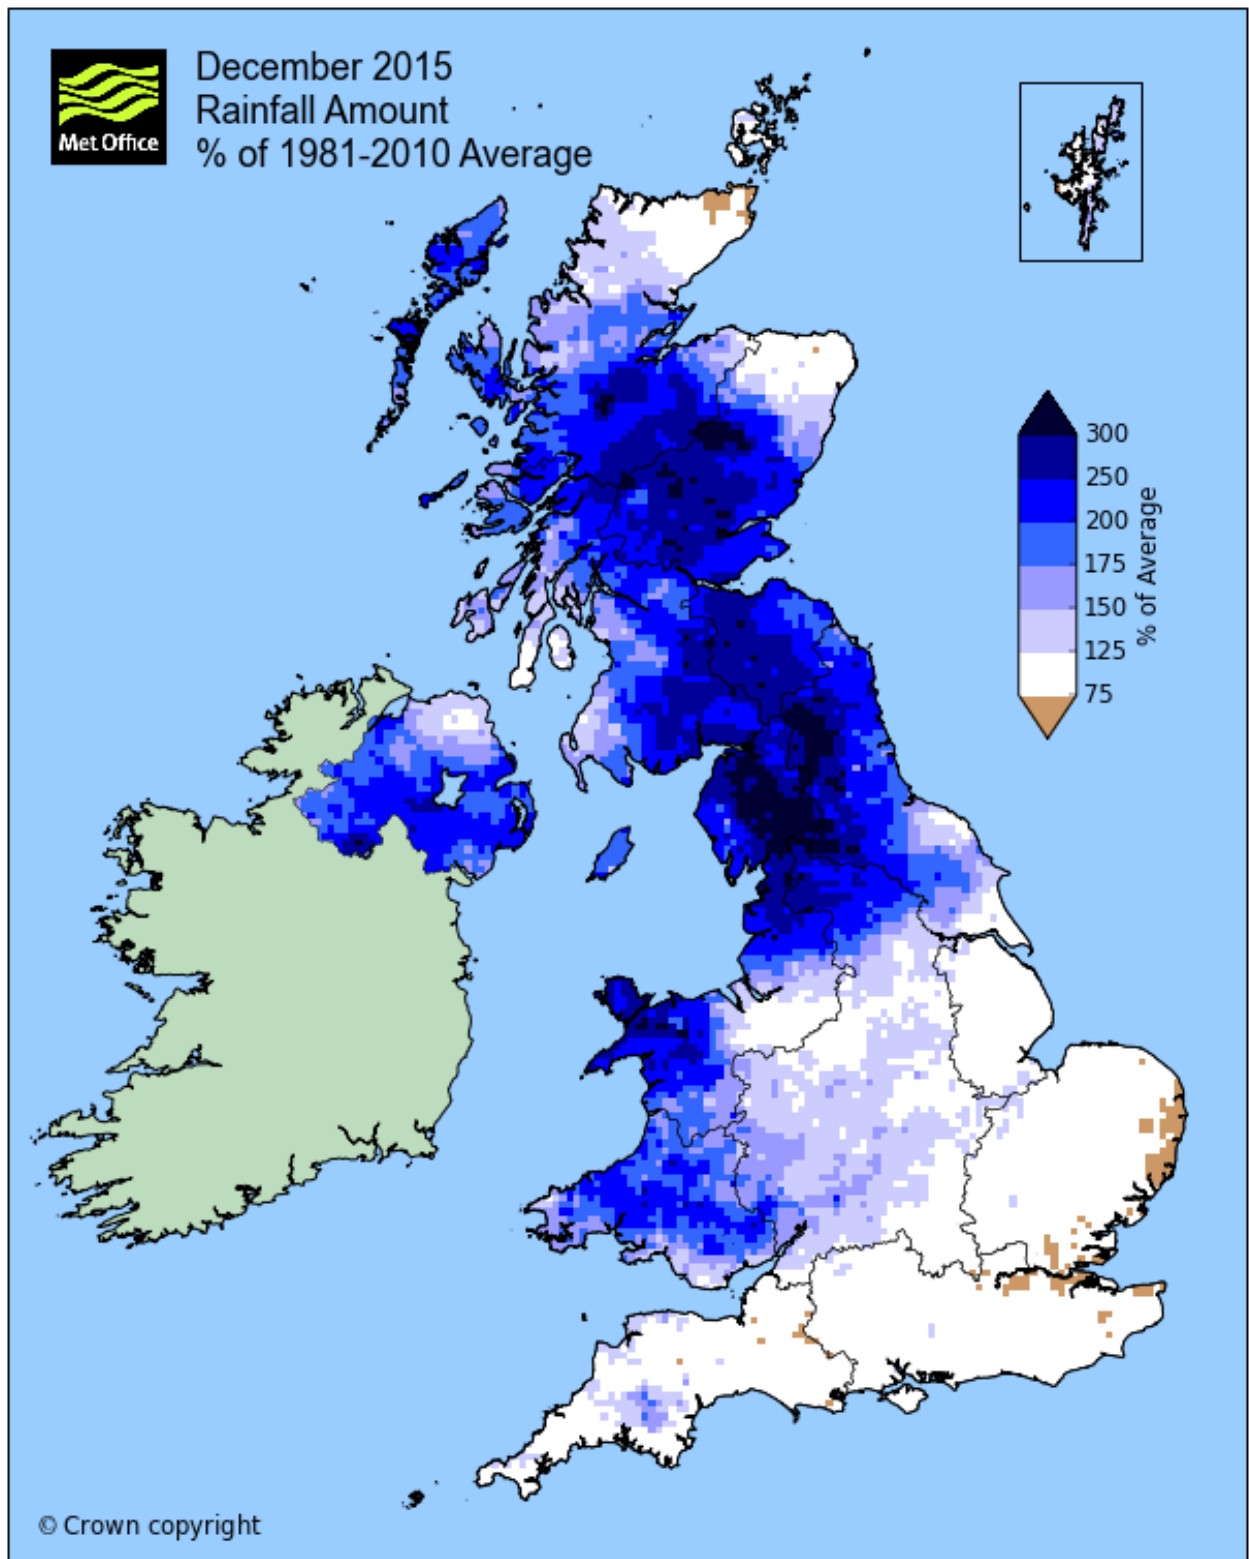 Met Office
December 2015
Rainfall Amount
% of 1981-2010 Average
300
250
200
175
150
125
75
% of Average
© Crown copyright